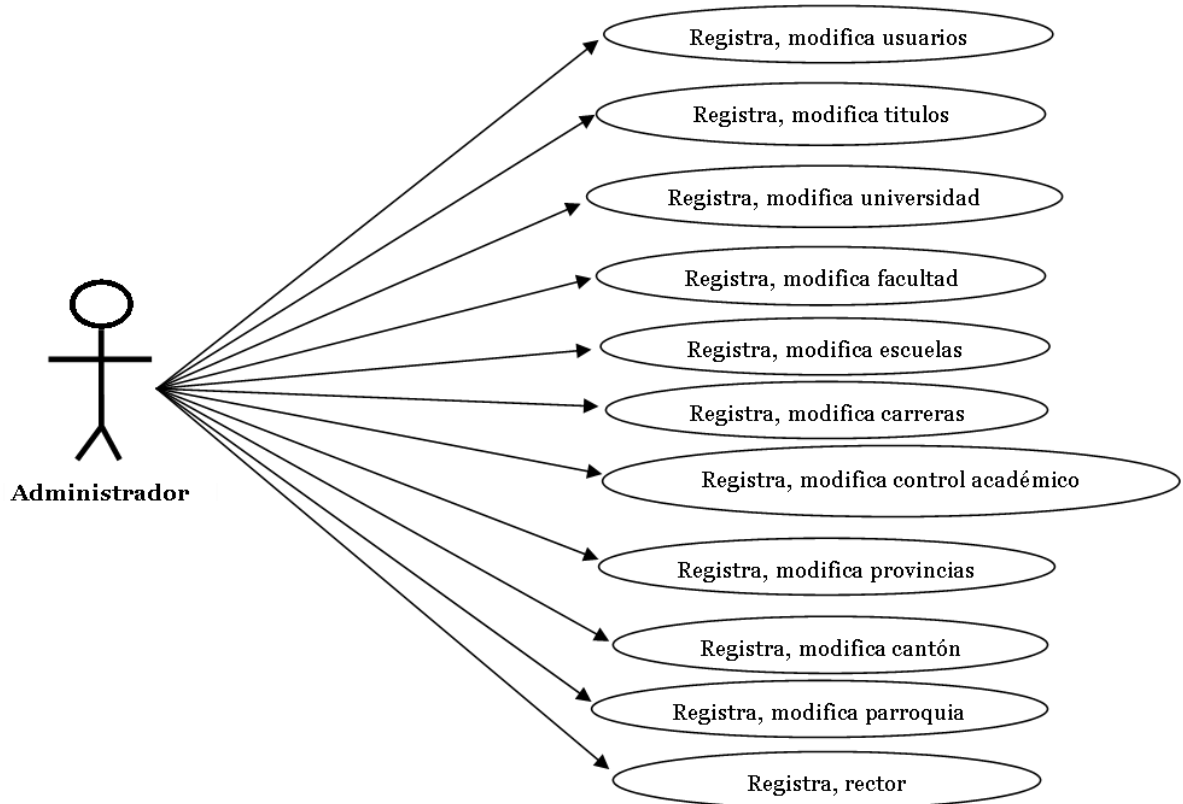 Registra, modifica usuarios
Registra, modifica titulos
Registra, modifica universidad
Registra, modifica facultad
Registra, modifica escuelas
Registra, modifica carreras
Registra, modifica control académico
Administrador
Registra, modifica provincias
Registra, modifica cantón
Registra, modifica parroquia
Registra, rector